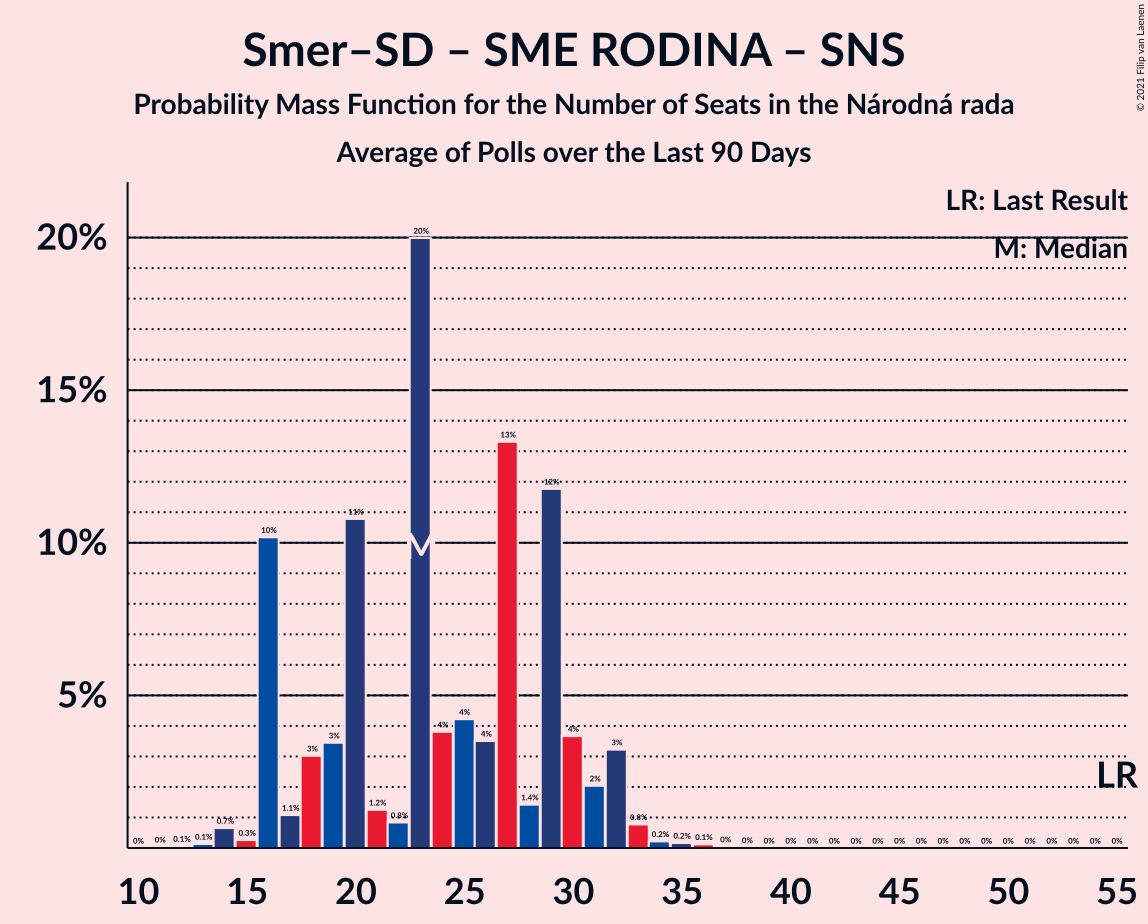 Smer–SD – SME RODINA – SNS
Probability Mass Function for the Number of Seats in the Národná rada
Average of Polls over the Last 90 Days
© 2021 Filip van Laenen
LR: Last Result
M: Median
20%
15%
10%
5%
0% 0% 0.1% 0.1% 0.7% 0.3% 10% 1.1% 3% 3% 11% 1.2% 0.8% 20% 4% 4% 4% 13% 1.4% 12% 4% 2% 3% 0.8% 0.2% 0.2% 0.1% 0% 0% 0% 0% 0% 0% 0% 0% 0% 0% 0% 0% 0% 0% 0% 0% 0% 0% 0%
M
LR
10 15 20 25 30 35 40 45 50 55